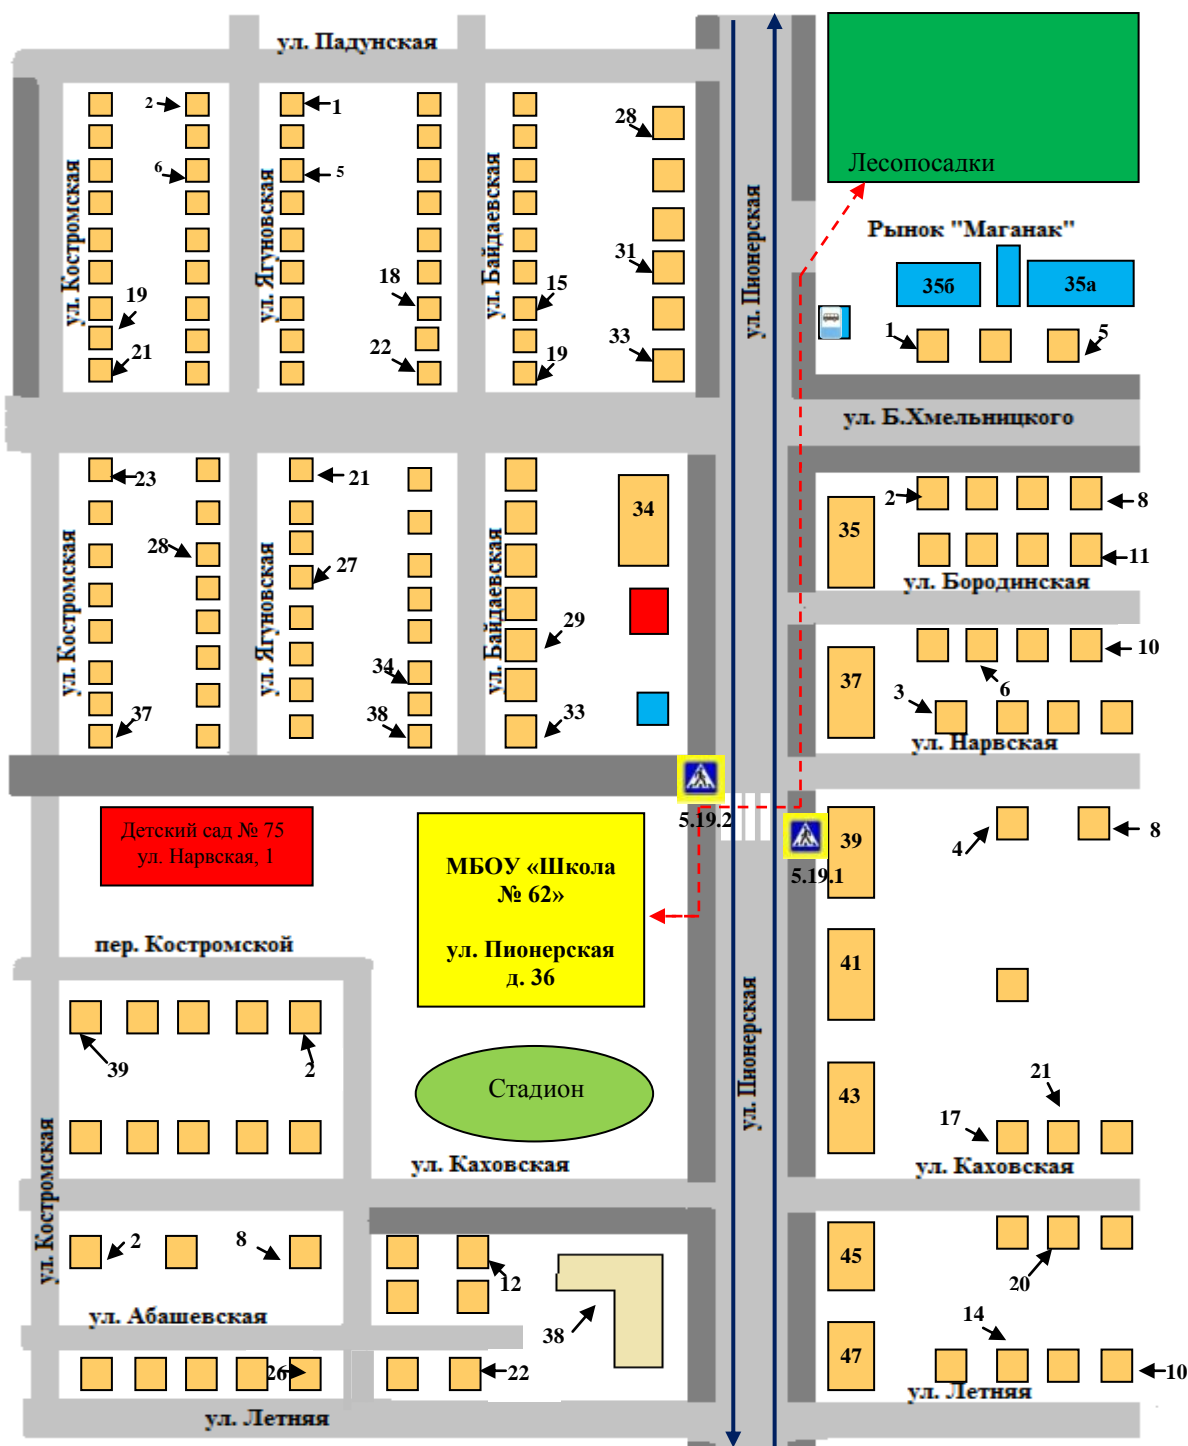 ул. Падунская
2
1
28
Лесопосадки
6
5
ул. Костромская
ул. Ягуновская
ул. Байдаевская
ул. Пионерская
Рынок "Маганак"
31
35б
35а
19
18
15
1
5
21
22
19
33
ул. Б.Хмельницкого
23
21
34
2
8
35
28
27
11
ул. Бородинская
ул. Костромская
ул. Ягуновская
ул. Байдаевская
29
10
34
37
6
3
37
38
33
ул. Нарвская
5.19.2
Детский сад № 75
ул. Нарвская, 1
МБОУ «Школа
№ 62»
ул. Пионерская
д. 36
39
4
8
5.19.1
пер. Костромской
41
ул. Пионерская
39
2
Стадион
43
21
17
ул. Каховская
ул. Каховская
ул. Костромская
2
8
12
45
20
ул. Абашевская
38
14
47
26
22
10
ул. Летняя
ул. Летняя